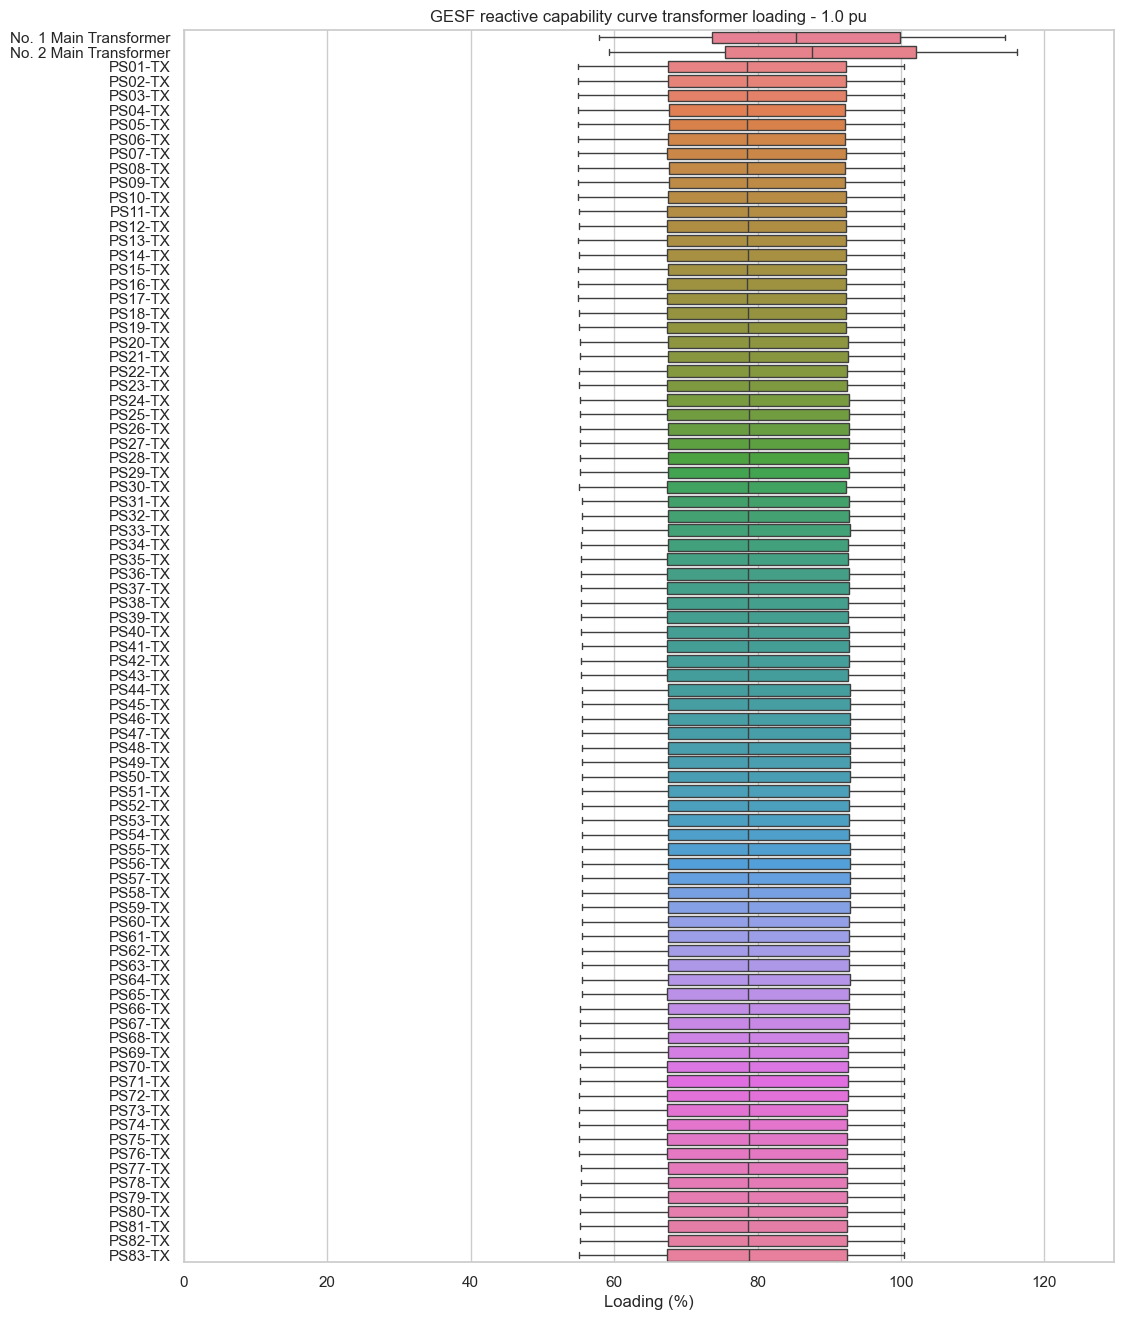 GESF reactive capability curve transformer loading - 1.0 pu
No. 1 Main Transformer
No. 2 Main Transformer
PS01-TX
PS02-TX
PS03-TX
PS04-TX
PS05-TX
PS06-TX
PS07-TX
PS08-TX
PS09-TX
PS10-TX
PS11-TX
PS12-TX
PS13-TX
PS14-TX
PS15-TX
PS16-TX
PS17-TX
PS18-TX
PS19-TX
PS20-TX
PS21-TX
PS22-TX
PS23-TX
PS24-TX
PS25-TX
PS26-TX
PS27-TX
PS28-TX
PS29-TX
PS30-TX
PS31-TX
PS32-TX
PS33-TX
PS34-TX
PS35-TX
PS36-TX
PS37-TX
PS38-TX
PS39-TX
PS40-TX
PS41-TX
PS42-TX
PS43-TX
PS44-TX
PS45-TX
PS46-TX
PS47-TX
PS48-TX
PS49-TX
PS50-TX
PS51-TX
PS52-TX
PS53-TX
PS54-TX
PS55-TX
PS56-TX
PS57-TX
PS58-TX
PS59-TX
PS60-TX
PS61-TX
PS62-TX
PS63-TX
PS64-TX
PS65-TX
PS66-TX
PS67-TX
PS68-TX
PS69-TX
PS70-TX
PS71-TX
PS72-TX
PS73-TX
PS74-TX
PS75-TX
PS76-TX
PS77-TX
PS78-TX
PS79-TX
PS80-TX
PS81-TX
PS82-TX
PS83-TX
0 20 40 60 80 100 120
Loading (%)